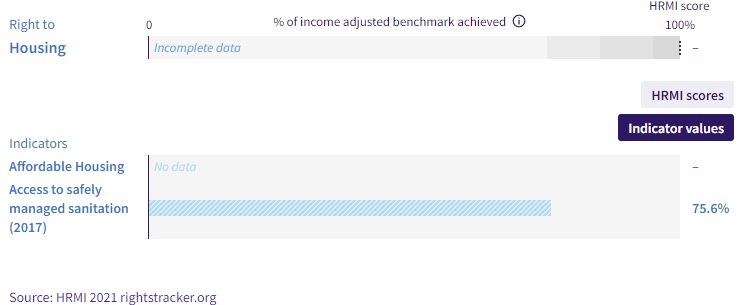 HRMI score
Right to
0
% of income adjusted benchmark achieved
100%
Housing
Incomplete data
–
HRMI scores
Indicator values
Indicators
Affordable Housing
No data
–
Access to safely
managed sanitation
(2017)
75.6%
Source: HRMI 2021 rightstracker.org